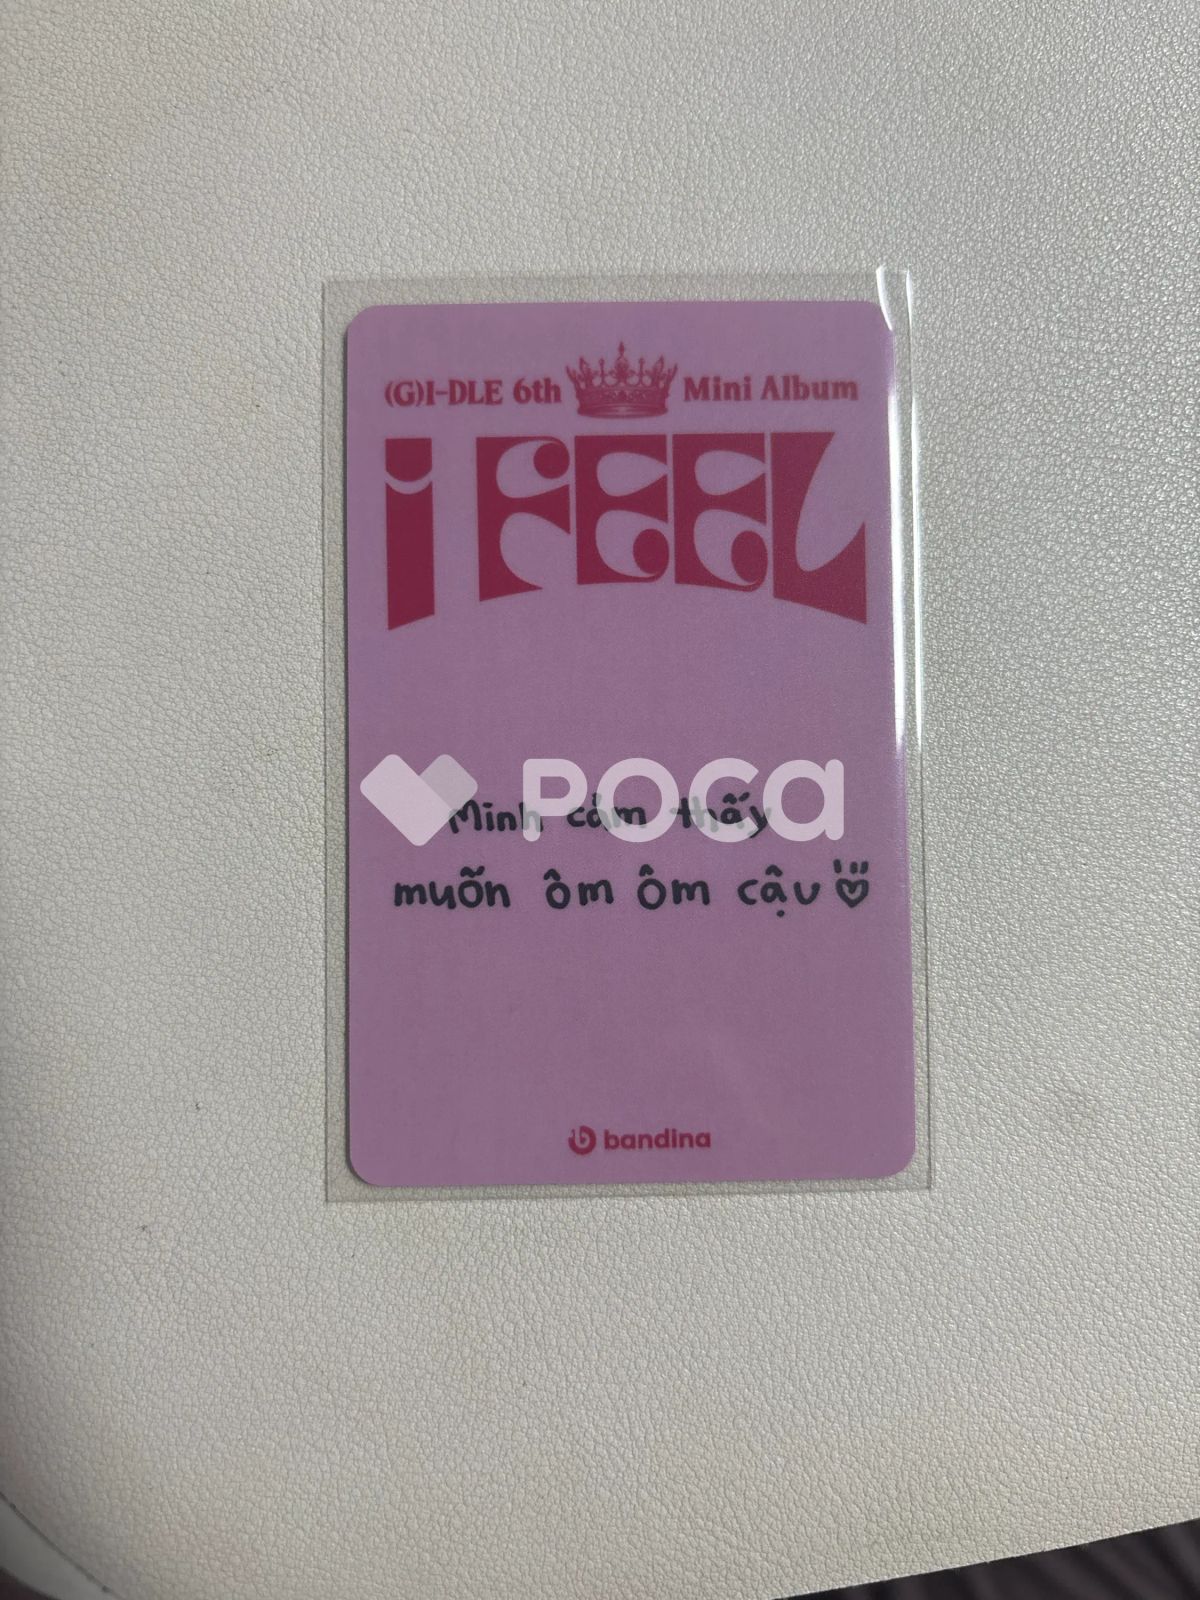 (G)I-DLE 6th Mini Album
I FEEL
POCA
Mình cảm thấy
muốn ôm ôm cậu
bandina